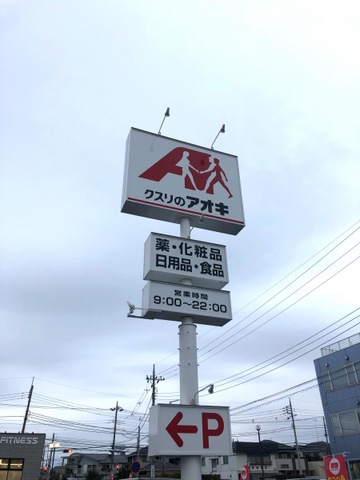 クスリのアオキ
薬・化粧品
日用品・食品
営業時間
9:00～22:00
←P
FITNESS